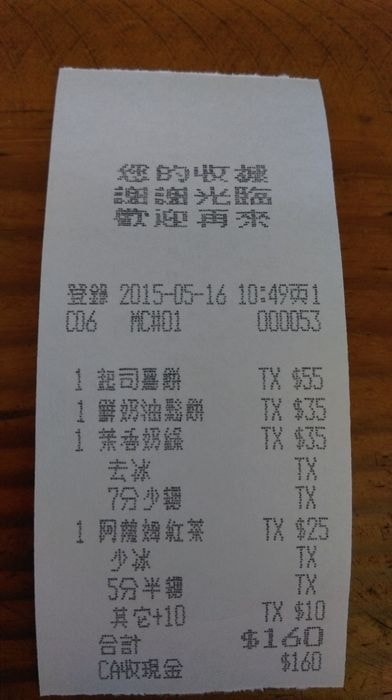 您的收據
謝謝光臨
歡迎再來
登錄 2015-05-16 10:49頁1
C06 MC#01 000053
1 起司薯餅 TX $55
1 鮮奶油鬆餅 TX $35
1 茉香奶綠 TX $35
去冰 TX
7分少糖 TX
1 阿薩姆紅茶 TX $25
少冰 TX
5分半糖 TX
其它+10 TX $10
合計 $160
CA收現金 $160